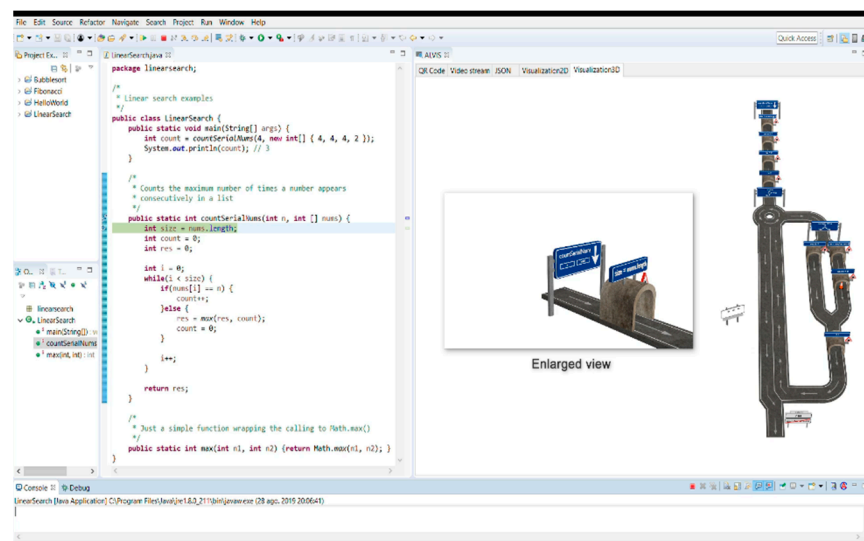 File Edit Source Refactor Navigate Search Project Run Window Help
Quick Access
Project Ex...
LinearSearch.java
ALVIS
QR Code Video stream JSON Visualization2D Visualization3D
Bubblesort
Fibonacci
HelloWorld
LinearSearch
package linearsearch;
/*
* Linear search examples
*/
public class LinearSearch {
public static void main(String[] args) {
int count = countSerialNums(4, new int[] { 4, 4, 4, 2 });
System.out.println(count); // 3
}
/*
* Counts the maximum number of times a number appears
* consecutively in a list
*/
public static int countSerialNums(int n, int [] nums) {
int size = nums.length;
int count = 0;
int res = 0;
int i = 0;
while(i < size) {
if(nums[i] == n) {
count++;
}else {
res = max(res, count);
count = 0;
}
i++;
}
return res;
}
/*
* Just a simple function wrapping the calling to Math.max()
*/
public static int max(int n1, int n2) {return Math.max(n1, n2); }
}
O...
linearsearch
LinearSearch
main(String[]) : v
countSerialNums
max(int, int) : int
countSerialNum
size = nums.length
Enlarged view
Console Debug
LinearSearch [Java Application] C:\Program Files\Java\jre1.8.0_211\bin\javaw.exe (28 ago. 2019 20:06:41)